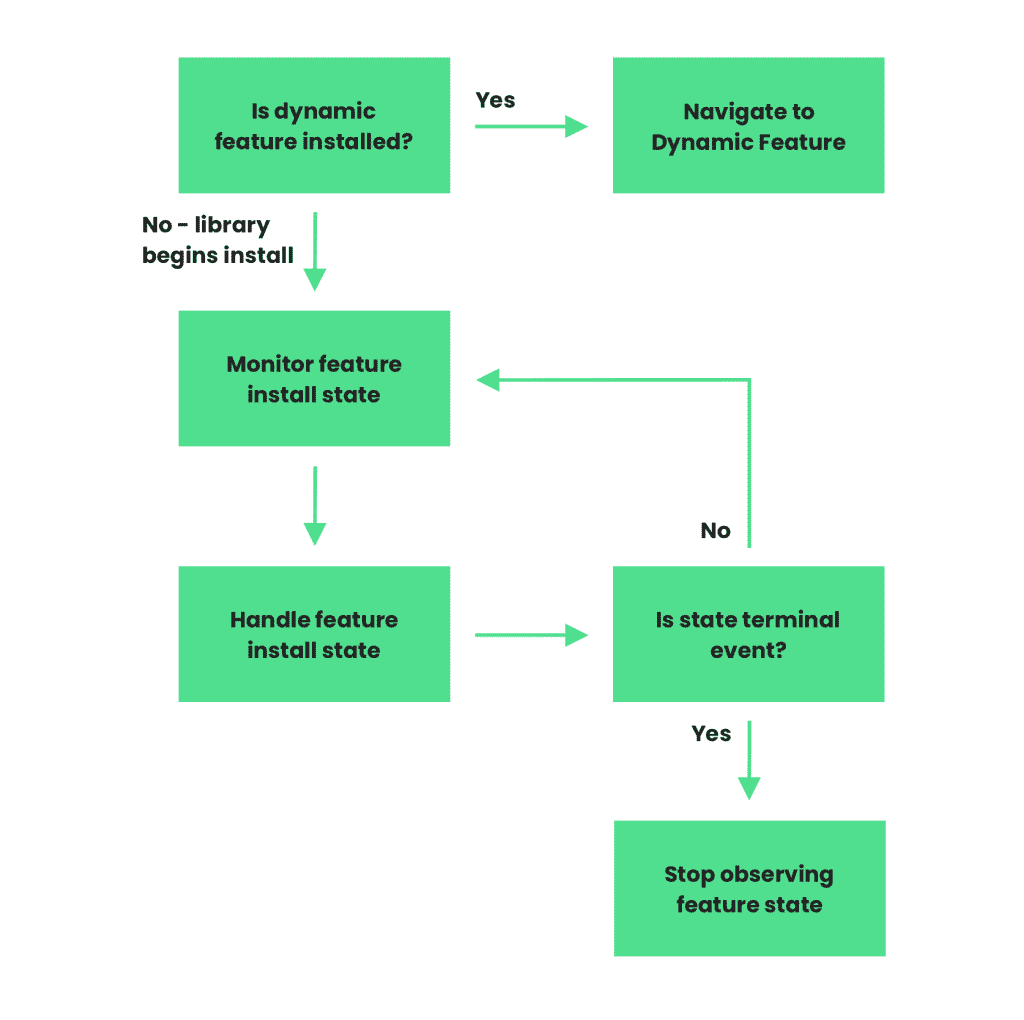 Is dynamic
feature installed?
Yes
Navigate to
Dynamic Feature
No - library
begins install
Monitor feature
install state
No
Handle feature
install state
Is state terminal
event?
Yes
Stop observing
feature state